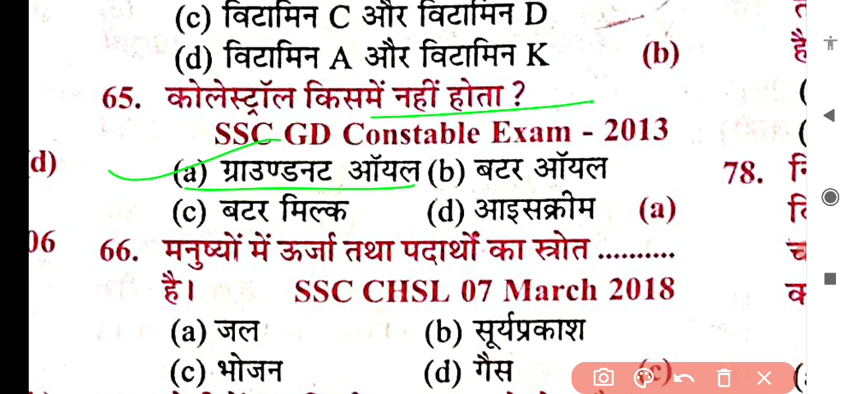 (c) विटामिन C और विटामिन D
(d) विटामिन A और विटामिन K (b)
65. कोलेस्ट्रॉल किसमें नहीं होता ?
SSC GD Constable Exam - 2013
d) (a) ग्राउण्डनट ऑयल (b) बटर ऑयल
(c) बटर मिल्क (d) आइसक्रीम (a)
06 66. मनुष्यों में ऊर्जा तथा पदार्थों का स्त्रोत ...........
है। SSC CHSL 07 March 2018
(a) जल (b) सूर्यप्रकाश
(c) भोजन (d) गैस (c)
78.
है